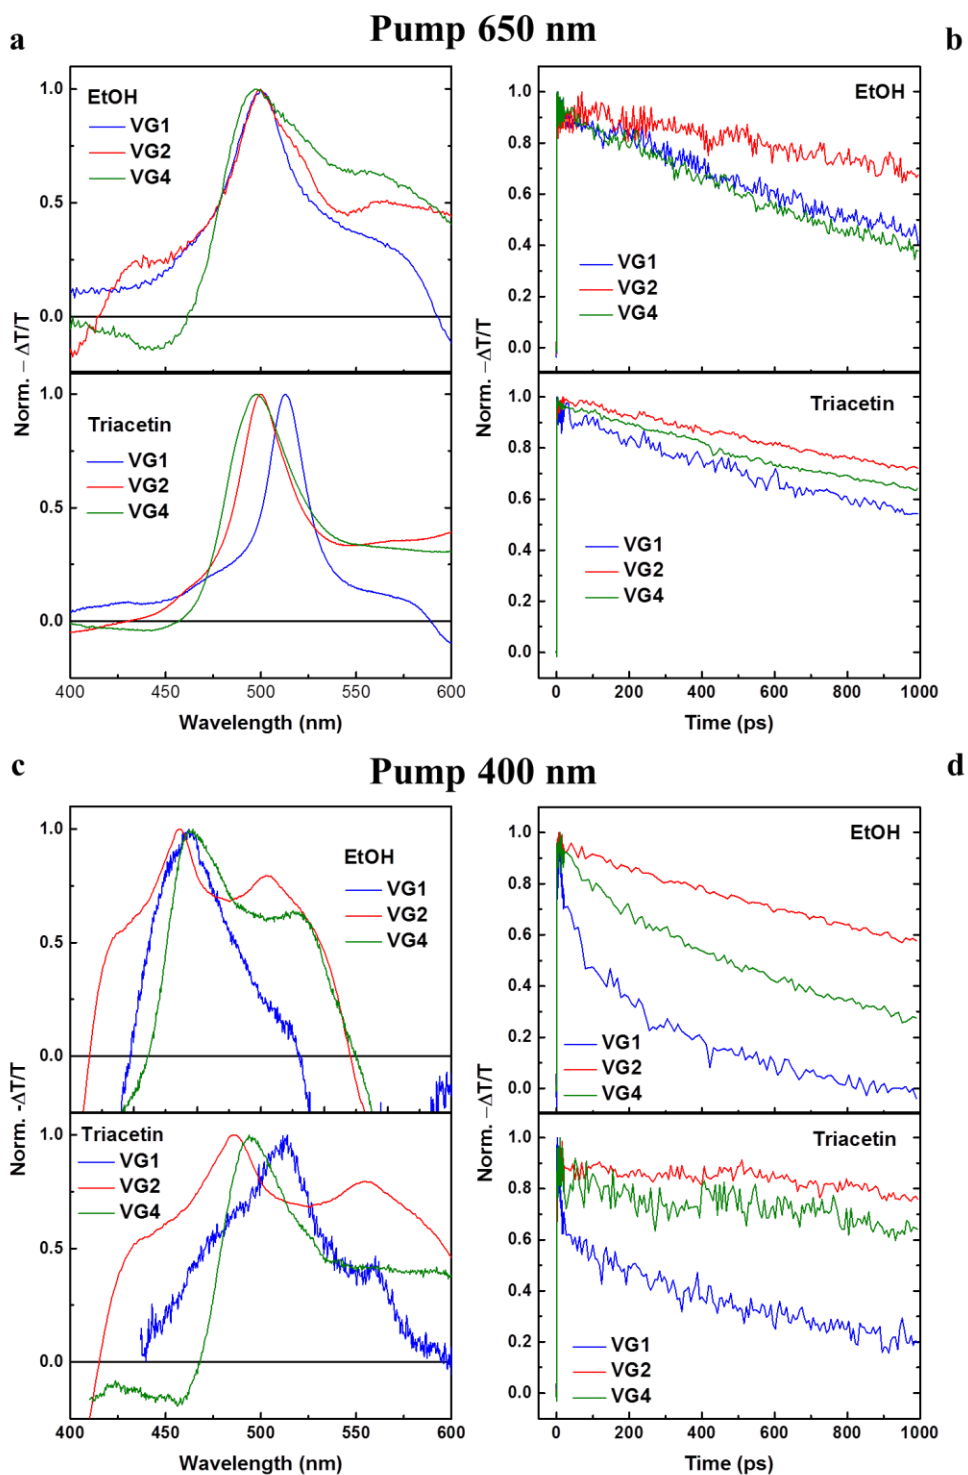 Pump 650 nm
a
b
EtOH
VG1
VG2
VG4
1.0
0.5
0.0
Triacetin
VG1
VG2
VG4
1.0
0.5
0.0
400 450 500 550 600
Wavelength (nm)
Norm. – ΔT/T
EtOH
VG1
VG2
VG4
1.0
0.8
0.6
0.4
0.2
0.0
Triacetin
VG1
VG2
VG4
1.0
0.8
0.6
0.4
0.2
0.0
0 200 400 600 800 1000
Time (ps)
Norm. –ΔT/T
Pump 400 nm
c
d
EtOH
VG1
VG2
VG4
1.0
0.5
0.0
Triacetin
VG1
VG2
VG4
1.0
0.5
0.0
400 450 500 550 600
Wavelength (nm)
Norm. -ΔT/T
EtOH
VG1
VG2
VG4
1.0
0.8
0.6
0.4
0.2
0.0
Triacetin
VG1
VG2
VG4
1.0
0.8
0.6
0.4
0.2
0.0
0 200 400 600 800 1000
Time (ps)
Norm. –ΔT/T